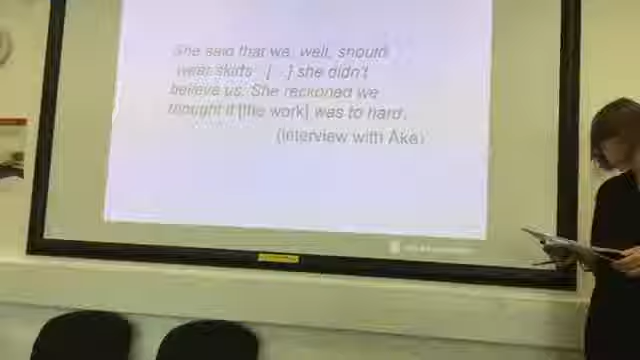 She said that we, well, should
wear skirts [...] she didn't
believe us. She reckoned we
thought it [the work] was to hard.
(Interview with Åke)